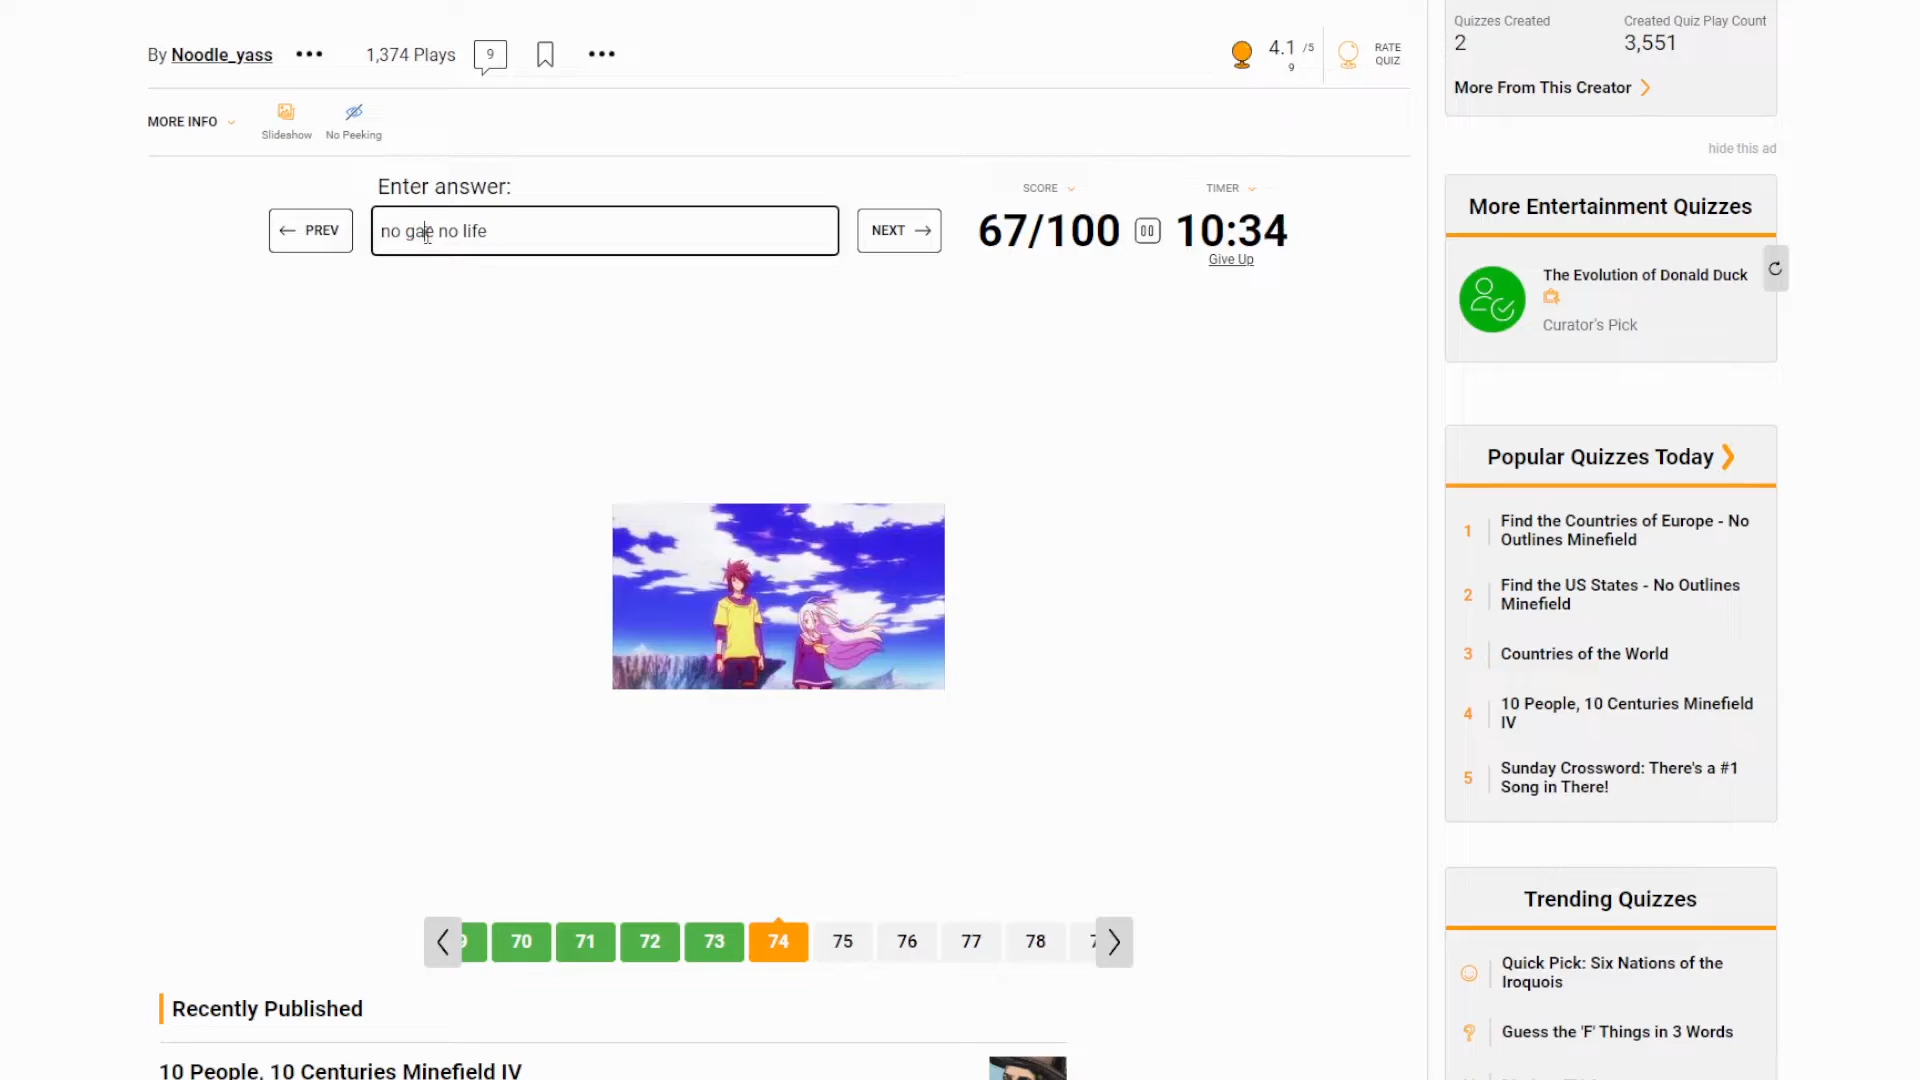 By Noodle_yass ••• 1,374 Plays 9 •••
4.1 /5
9
RATE QUIZ
MORE INFO
Slideshow
No Peeking
Enter answer:
← PREV
no gae no life
NEXT →
SCORE
67/100
TIMER
10:34
Give Up
70 71 72 73 74 75 76 77 78
Recently Published
10 People, 10 Centuries Minefield IV
Quizzes Created
2
Created Quiz Play Count
3,551
More From This Creator
hide this ad
More Entertainment Quizzes
The Evolution of Donald Duck
Curator's Pick
Popular Quizzes Today
1 Find the Countries of Europe - No
Outlines Minefield
2 Find the US States - No Outlines
Minefield
3 Countries of the World
4 10 People, 10 Centuries Minefield
IV
5 Sunday Crossword: There's a #1
Song in There!
Trending Quizzes
Quick Pick: Six Nations of the
Iroquois
Guess the 'F' Things in 3 Words